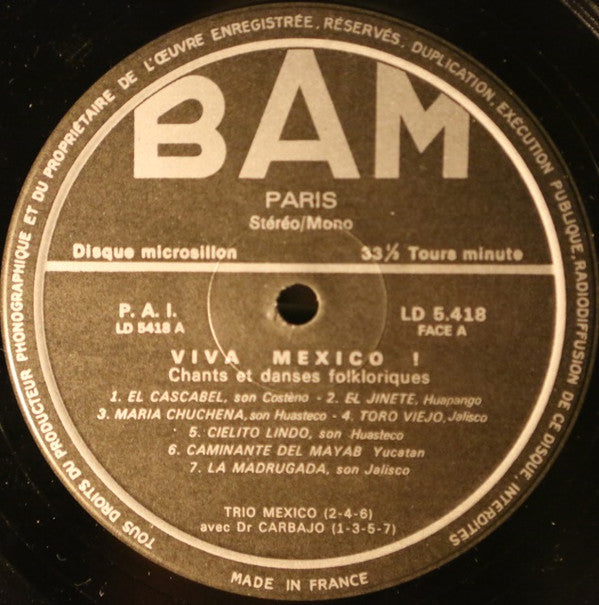 TOUS DROITS DU PRODUCTEUR PHONOGRAPHIQUE ET DU PROPRIÉTAIRE DE L'ŒUVRE ENREGISTRÉE, RÉSERVÉS, DUPLICATION, EXÉCUTION PUBLIQUE, RADIODIFFUSION DE CE DISQUE, INTERDITES
BAM
PARIS
Stéréo/Mono
Disque microsillon 33⅓ Tours minute
P.A.I. LD 5.418
LD 5418 A FACE A
VIVA MEXICO !
Chants et danses folkloriques
1. EL CASCABEL, son Costèno - 2. EL JINETE, Huapango
3. MARIA CHUCHENA, son Huasteco - 4. TORO VIEJO, Jalisco
5. CIELITO LINDO, son Huasteco
6. CAMINANTE DEL MAYAB Yucatan
7. LA MADRUGADA, son Jalisco
TRIO MEXICO (2-4-6)
avec Dr CARBAJO (1-3-5-7)
MADE IN FRANCE